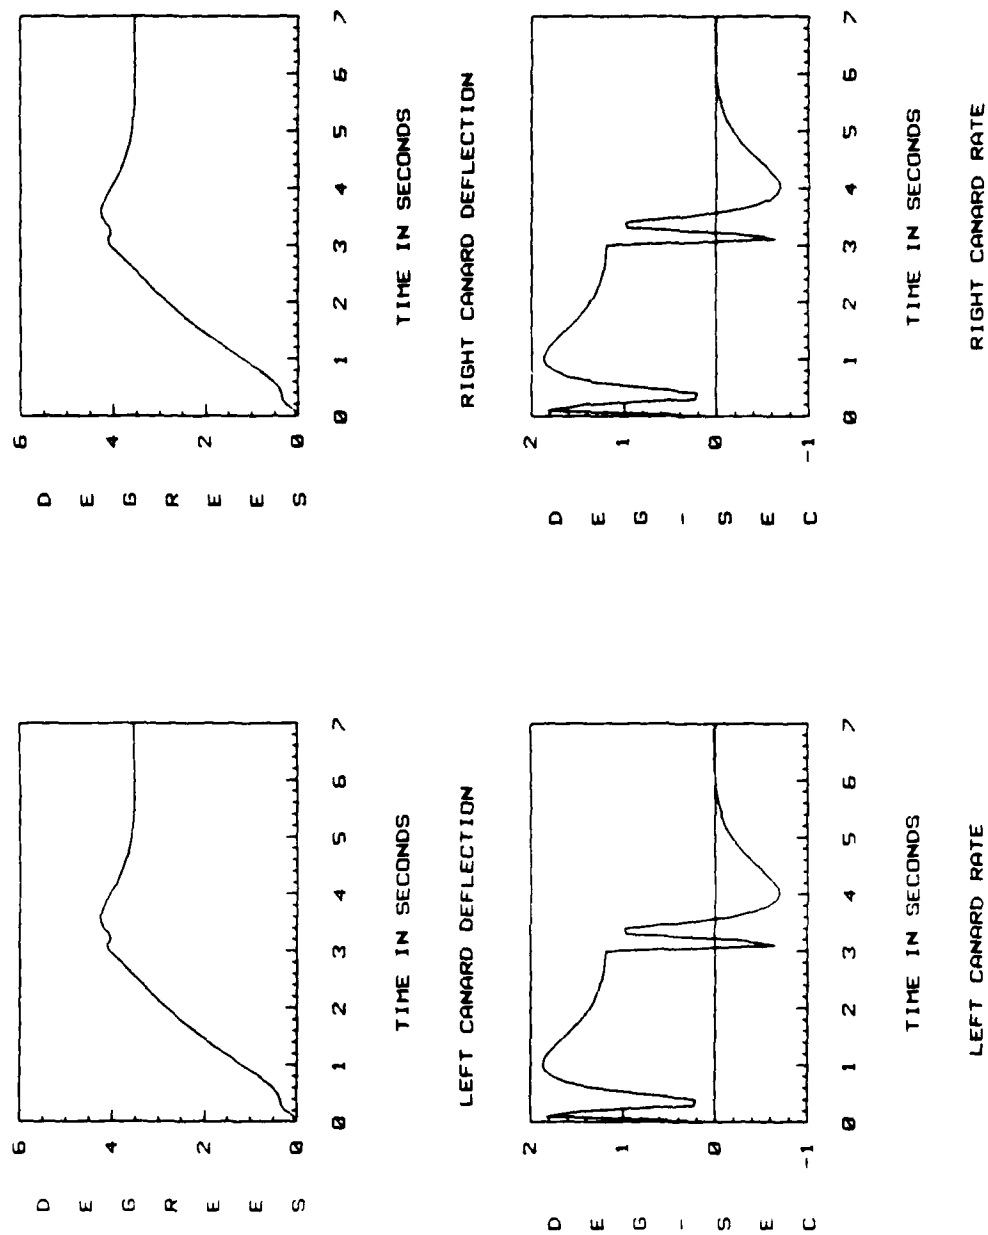 DEGREES
6
4
2
0
0 1 2 3 4 5 6 7
TIME IN SECONDS
LEFT CANARD DEFLECTION
DEGREES
6
4
2
0
0 1 2 3 4 5 6 7
TIME IN SECONDS
RIGHT CANARD DEFLECTION
DEG-SEC
2
1
0
-1
0 1 2 3 4 5 6 7
TIME IN SECONDS
LEFT CANARD RATE
DEG-SEC
2
1
0
-1
0 1 2 3 4 5 6 7
TIME IN SECONDS
RIGHT CANARD RATE